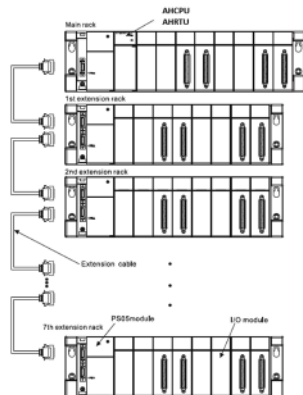 AHCPU
AHRTU
Main rack
1st extension rack
2nd extension rack
Extension cable
PS05module
I/O module
7th extension rack